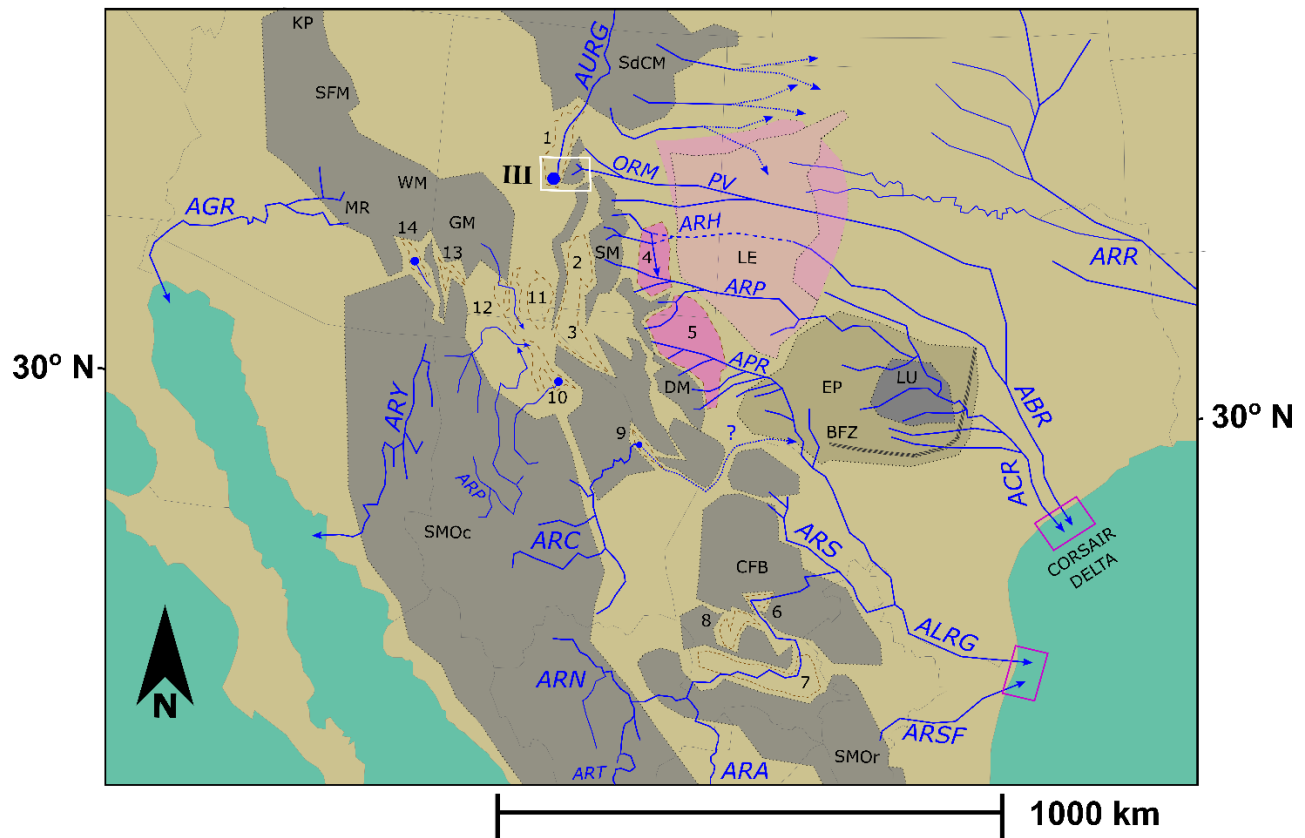 KP
SdCM
AURG
SFM
1
III
ORM
PV
WM
AGR
MR
GM
ARH
ARR
14
13
2
SM
4
LE
12
11
ARP
3
5
30º N
APR
DM
EP
LU
ABR
30º N
10
ARY
9
?
BFZ
ARP
ACR
SMOc
ARC
ARS
CFB
CORSAIR
DELTA
6
8
ALRG
ARN
7
ARSF
N
ART
ARA
SMOr
1000 km